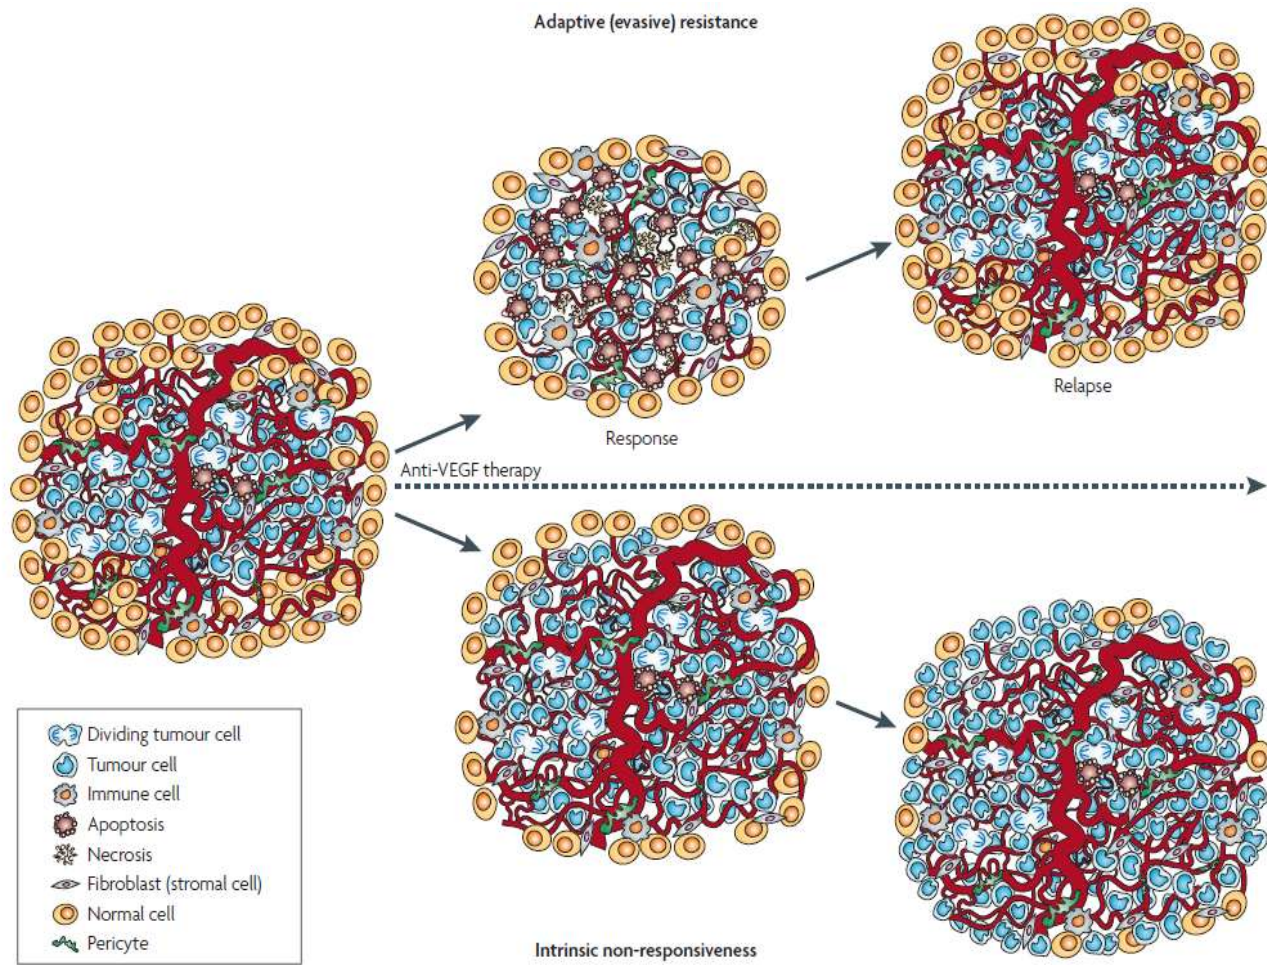 Adaptive (evasive) resistance
Relapse
Response
Anti-VEGF therapy
Dividing tumour cell
Tumour cell
Immune cell
Apoptosis
Necrosis
Fibroblast (stromal cell)
Normal cell
Pericyte
Intrinsic non-responsiveness